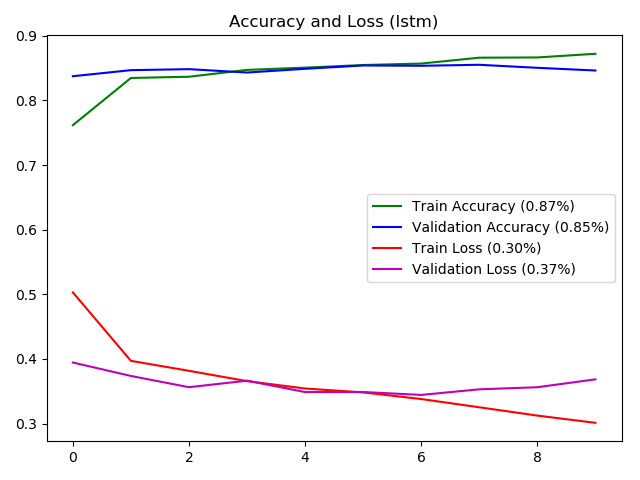 Accuracy and Loss (lstm)
0.9
0.8
0.7
0.6
0.5
0.4
0.3
Train Accuracy (0.87%)
Validation Accuracy (0.85%)
Train Loss (0.30%)
Validation Loss (0.37%)
0 2 4 6 8